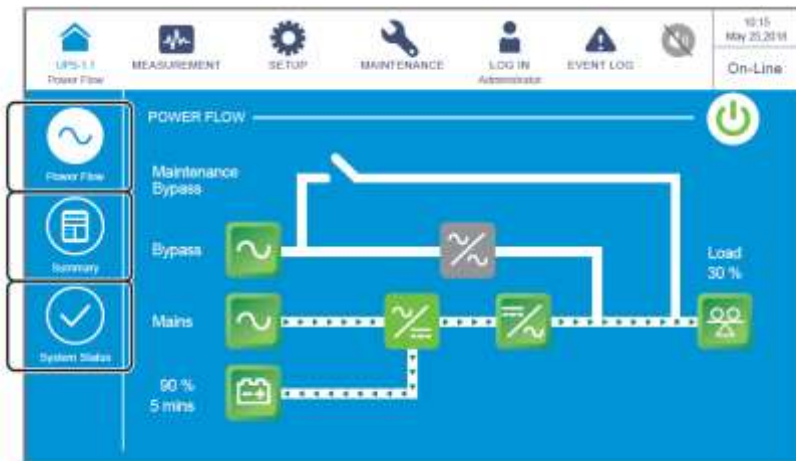 UPS-1.1
Power Flow
MEASUREMENT
SETUP
MAINTENANCE
LOG IN
Administrator
EVENT LOG
10:15
May 25,2018
On-Line
Power Flow
POWER FLOW
Maintenance
Bypass
Summary
Bypass
Load
30 %
System Status
Mains
90 %
5 mins